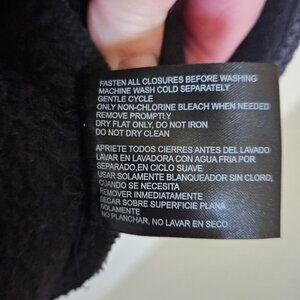 FASTEN ALL CLOSURES BEFORE WASHING
MACHINE WASH COLD SEPARATELY
GENTLE CYCLE
ONLY NON-CHLORINE BLEACH WHEN NEEDED
REMOVE PROMPTLY
DRY FLAT ONLY, DO NOT IRON
DO NOT DRY CLEAN
APRIETE TODOS CIERRES ANTES DEL LAVADO
LAVAR EN LAVADORA CON AGUA FRIA POR
SEPARADO,EN CICLO SUAVE
USAR SOLAMENTE BLANQUEADOR SIN CLORO,
CUANDO SE NECESITA
REMOVER INMEDIATAMENTE
SECAR SOBRE SUPERFICIE PLANA
SOLAMENTE
NO PLANCHAR, NO LAVAR EN SECO